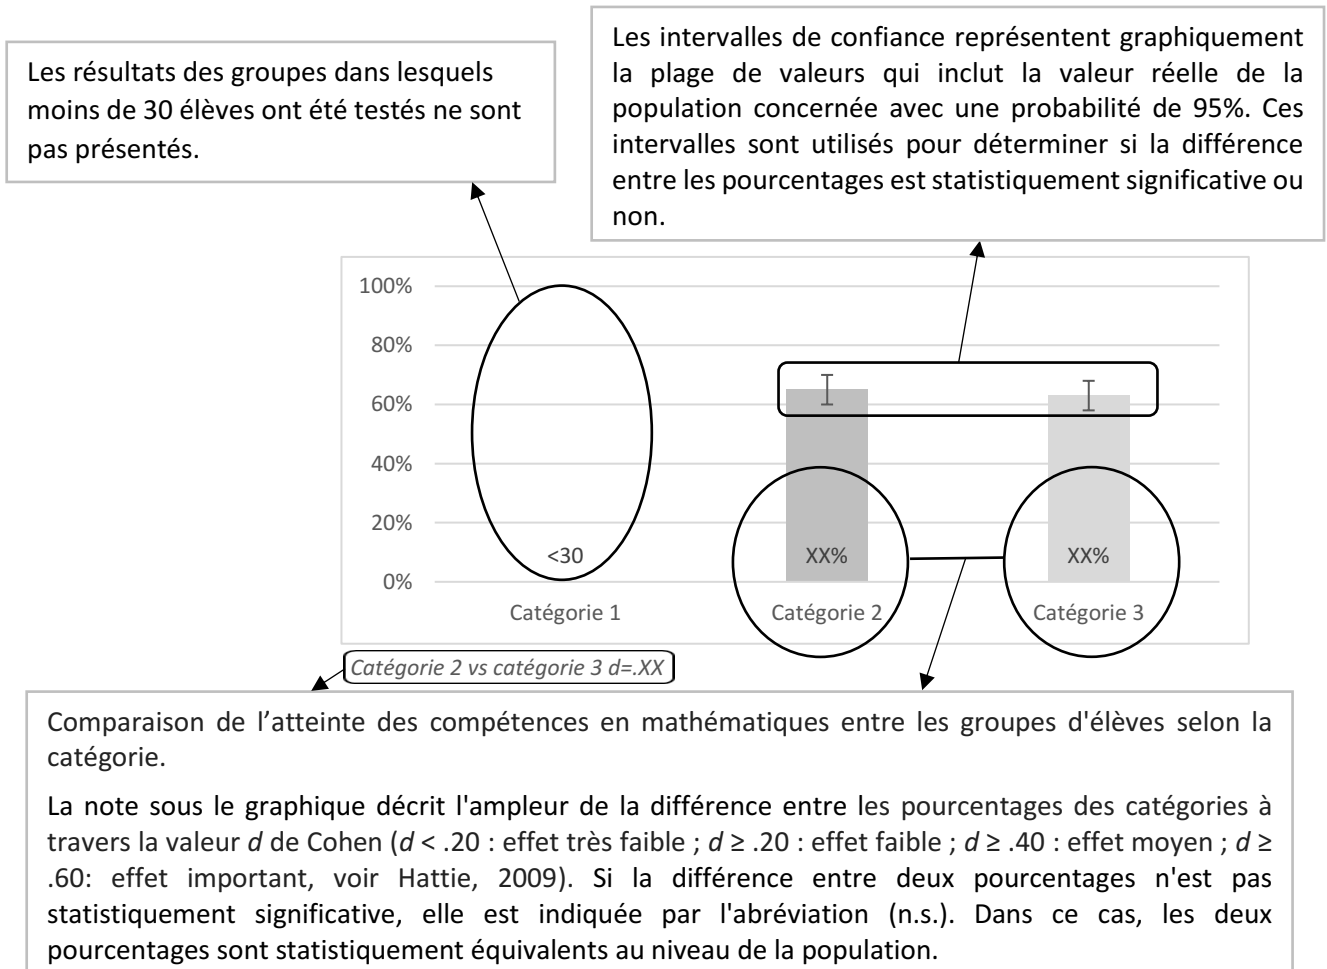 Les résultats des groupes dans lesquels
moins de 30 élèves ont été testés ne sont
pas présentés.
Les intervalles de confiance représentent graphiquement
la plage de valeurs qui inclut la valeur réelle de la
population concernée avec une probabilité de 95%. Ces
intervalles sont utilisés pour déterminer si la différence
entre les pourcentages est statistiquement significative ou
non.
100%
80%
60%
40%
20%
0%
<30
XX%
XX%
Catégorie 1
Catégorie 2
Catégorie 3
Catégorie 2 vs catégorie 3 d=.XX
Comparaison de l’atteinte des compétences en mathématiques entre les groupes d'élèves selon la
catégorie.
La note sous le graphique décrit l'ampleur de la différence entre les pourcentages des catégories à
travers la valeur d de Cohen (d < .20 : effet très faible ; d ≥ .20 : effet faible ; d ≥ .40 : effet moyen ; d ≥
.60: effet important, voir Hattie, 2009). Si la différence entre deux pourcentages n'est pas
statistiquement significative, elle est indiquée par l'abréviation (n.s.). Dans ce cas, les deux
pourcentages sont statistiquement équivalents au niveau de la population.